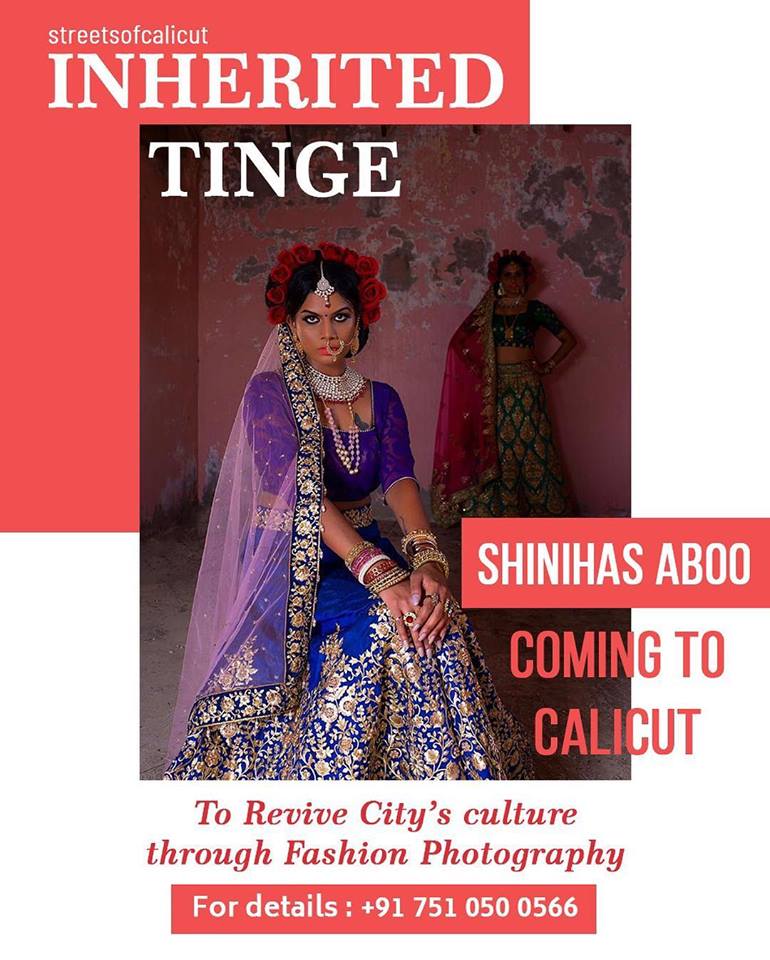 streetsofcalicut
INHERITED
TINGE
SHINIHAS ABOO
COMING TO
CALICUT
To Revive City's culture
through Fashion Photography
For details : +91 751 050 0566